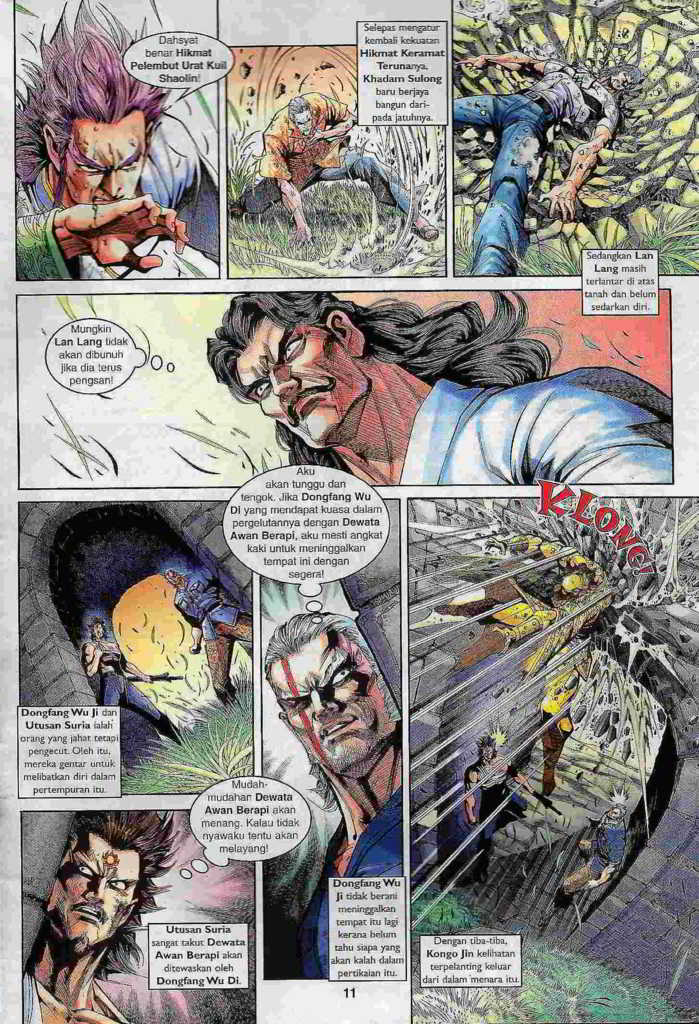 Dahsyat
benar Hikmat
Pelembut Urat Kuil
Shaolin!
Selepas mengatur
kembali kekuatan
Hikmat Keramat
Terunanya,
Khadam Sulong
baru berjaya
bangun dari-
pada jatuhnya.
Sedangkan Lan
Lang masih
terlantar di atas
tanah dan belum
sedarkan diri.
Mungkin
Lan Lang tidak
akan dibunuh
jika dia terus
pengsan!
Aku
akan tunggu dan
tengok. Jika Dongfang Wu
Di yang mendapat kuasa dalam
pergelutannya dengan Dewata
Awan Berapi, aku mesti angkat
kaki untuk meninggalkan
tempat ini dengan
segera!
KLONG!
Dongfang Wu Ji dan
Utusan Suria ialah
orang yang jahat tetapi
pengecut. Oleh itu,
mereka gentar untuk
melibatkan diri dalam
pertempuran itu.
Mudah-
mudahan Dewata
Awan Berapi akan
menang. Kalau tidak
nyawaku tentu akan
melayang!
Utusan Suria
sangat takut Dewata
Awan Berapi akan
ditewaskan oleh
Dongfang Wu Di.
Dongfang Wu
Ji tidak berani
meninggalkan
tempat itu lagi
kerana belum
tahu siapa yang
akan kalah dalam
pertikaian itu.
Dengan tiba-tiba,
Kongo Jin kelihatan
terpelanting keluar
dari dalam menara itu.
11